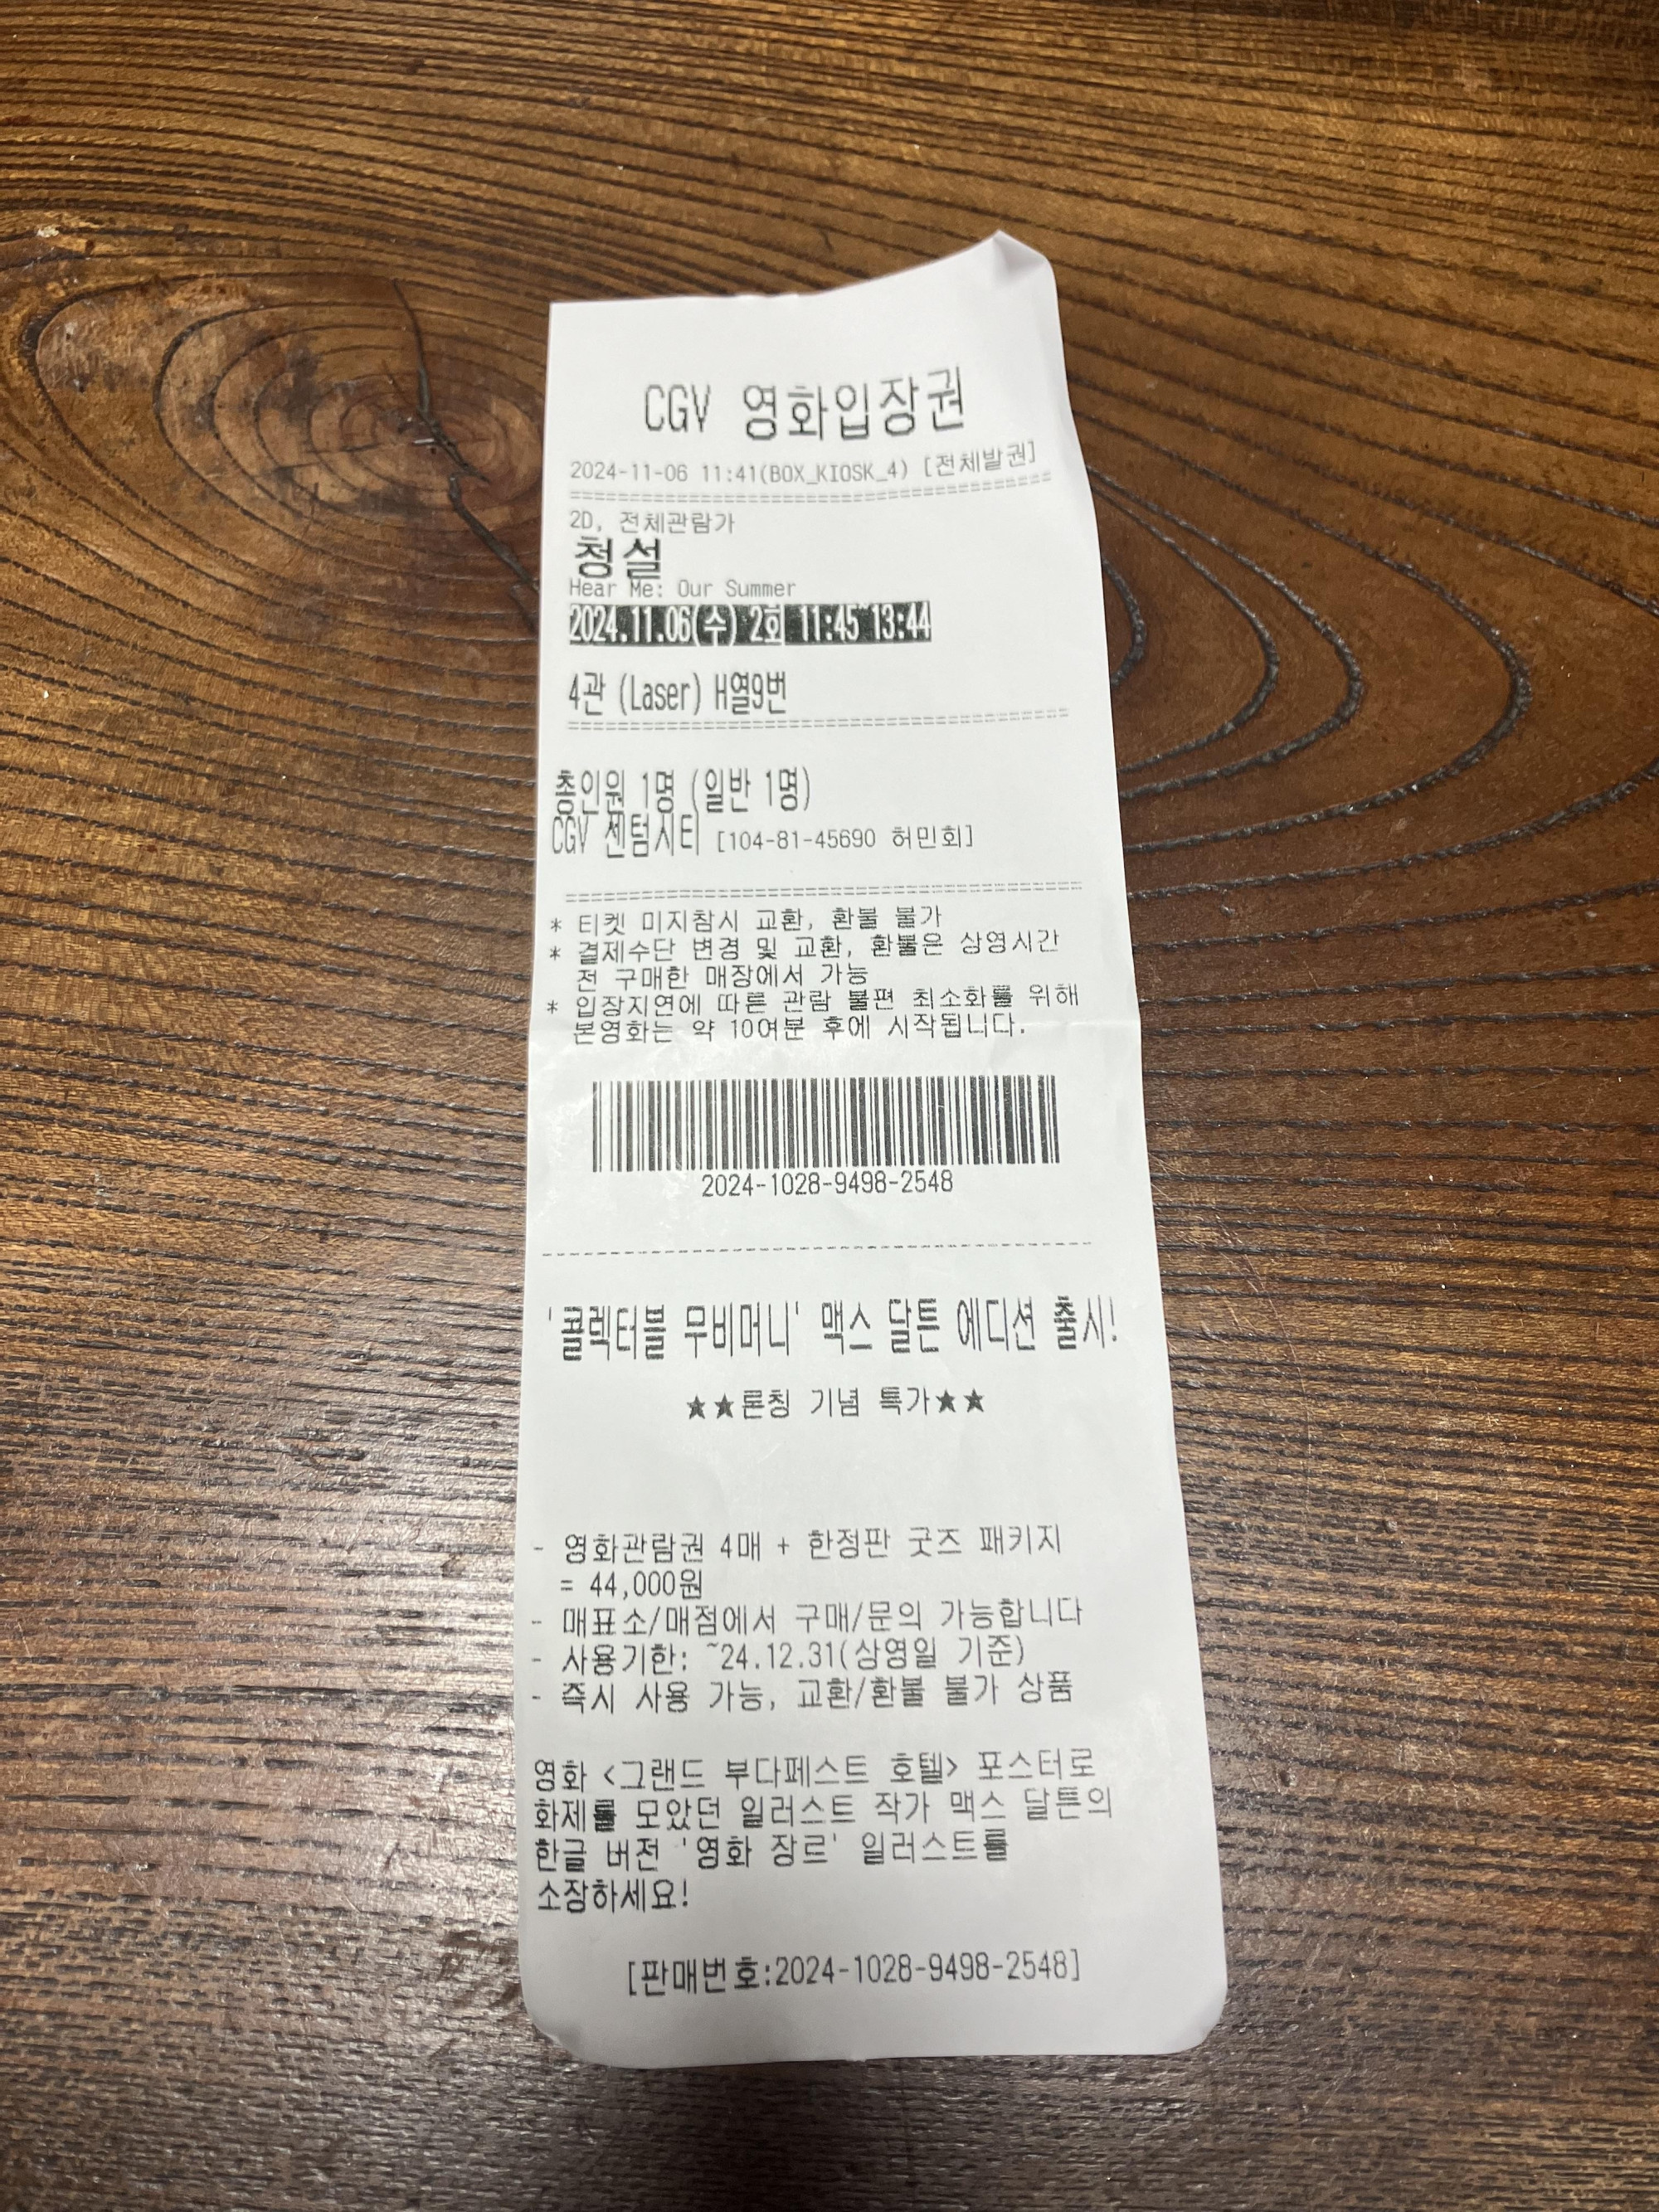 CGV 영화입장권
2024-11-06 11:41(BOX_KIOSK_4) [전체발권]
2D, 전체관람가
청설
Hear Me: Our Summer
2024.11.06(수) 2회 11:45~13:44
4관 (Laser) H열9번
총인원 1명 (일반 1명)
CGV 센텀시티 [104-81-45690 허민회]
* 티켓 미지참시 교환, 환불 불가
* 결제수단 변경 및 교환, 환불은 상영시간
전 구매한 매장에서 가능
* 입장지연에 따른 관람 불편 최소화를 위해
본영화는 약 10여분 후에 시작됩니다.
2024-1028-9498-2548
'콜렉터블 무비머니' 맥스 달튼 에디션 출시!
★★론칭 기념 특가★★
- 영화관람권 4매 + 한정판 굿즈 패키지
= 44,000원
- 매표소/매점에서 구매/문의 가능합니다
- 사용기한: ~24.12.31(상영일 기준)
- 즉시 사용 가능, 교환/환불 불가 상품
영화 <그랜드 부다페스트 호텔> 포스터로
화제를 모았던 일러스트 작가 맥스 달튼의
한글 버전 '영화 장르' 일러스트를
소장하세요!
[판매번호:2024-1028-9498-2548]